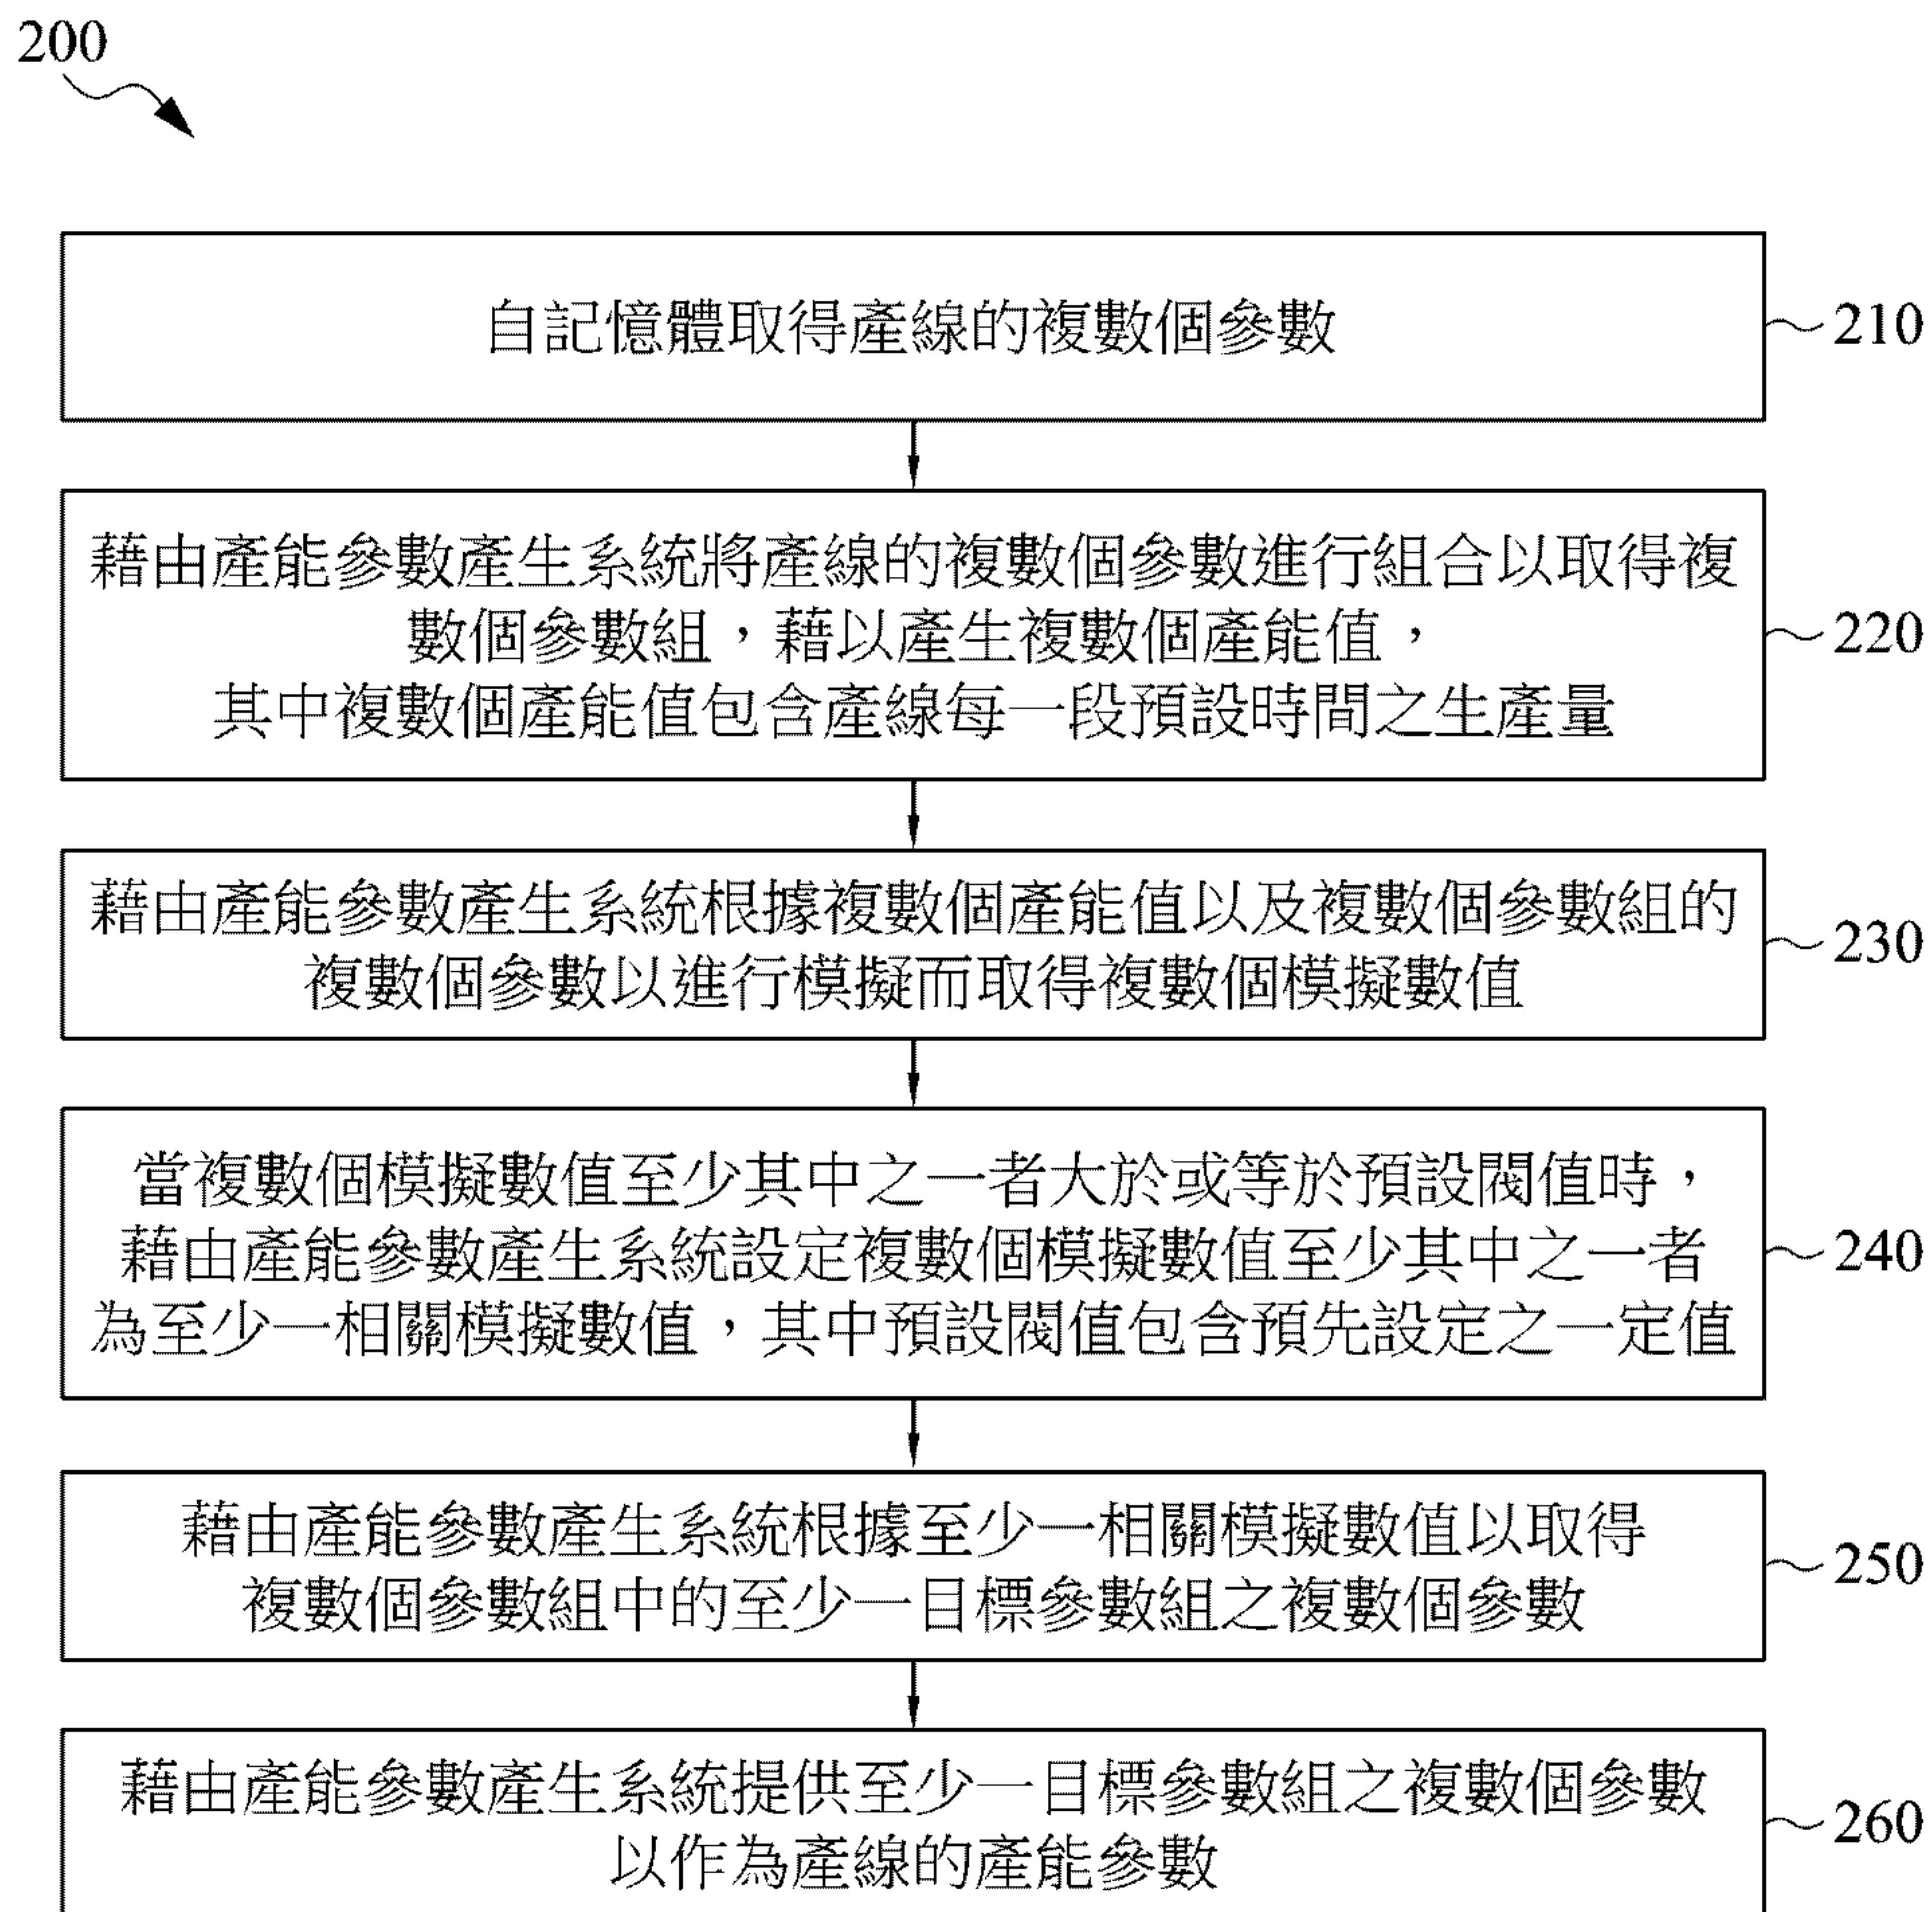 200
自記憶體取得產線的複數個參數
210
藉由產能參數產生系統將產線的複數個參數進行組合以取得複
數個參數組，藉以產生複數個產能值，
其中複數個產能值包含產線每一段預設時間之生產量
220
藉由產能參數產生系統根據複數個產能值以及複數個參數組的
複數個參數以進行模擬而取得複數個模擬數值
230
當複數個模擬數值至少其中之一者大於或等於預設閥值時，
藉由產能參數產生系統設定複數個模擬數值至少其中之一者
為至少一相關模擬數值，其中預設閥值包含預先設定之一定值
240
藉由產能參數產生系統根據至少一相關模擬數值以取得
複數個參數組中的至少一目標參數組之複數個參數
250
藉由產能參數產生系統提供至少一目標參數組之複數個參數
以作為產線的產能參數
260